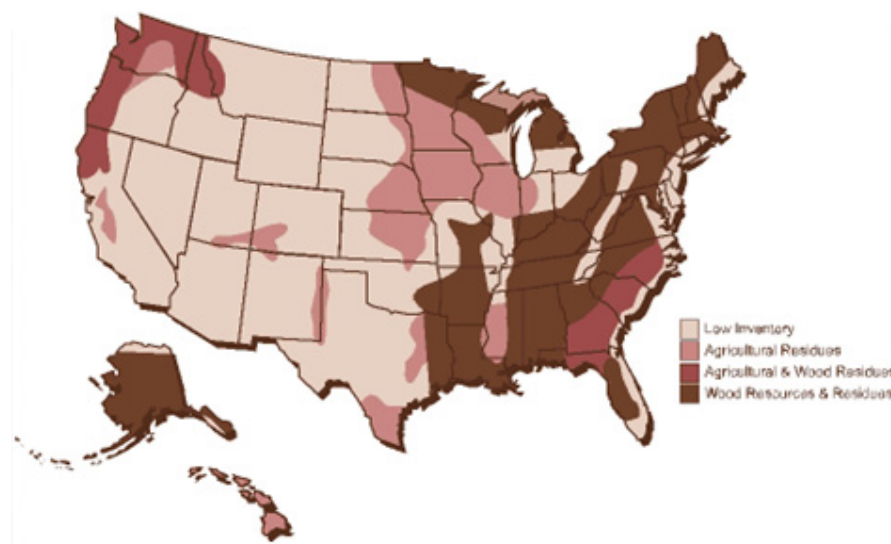 Low Inventory
Agricultural Residues
Agricultural & Wood Residues
Wood Resources & Residues